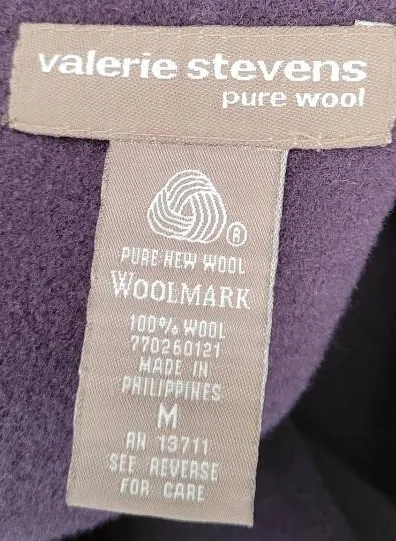 valerie stevens
pure wool
R
PURE NEW WOOL
WOOLMARK
100% WOOL
770260121
MADE IN
PHILIPPINES
M
RN 13711
SEE REVERSE
FOR CARE